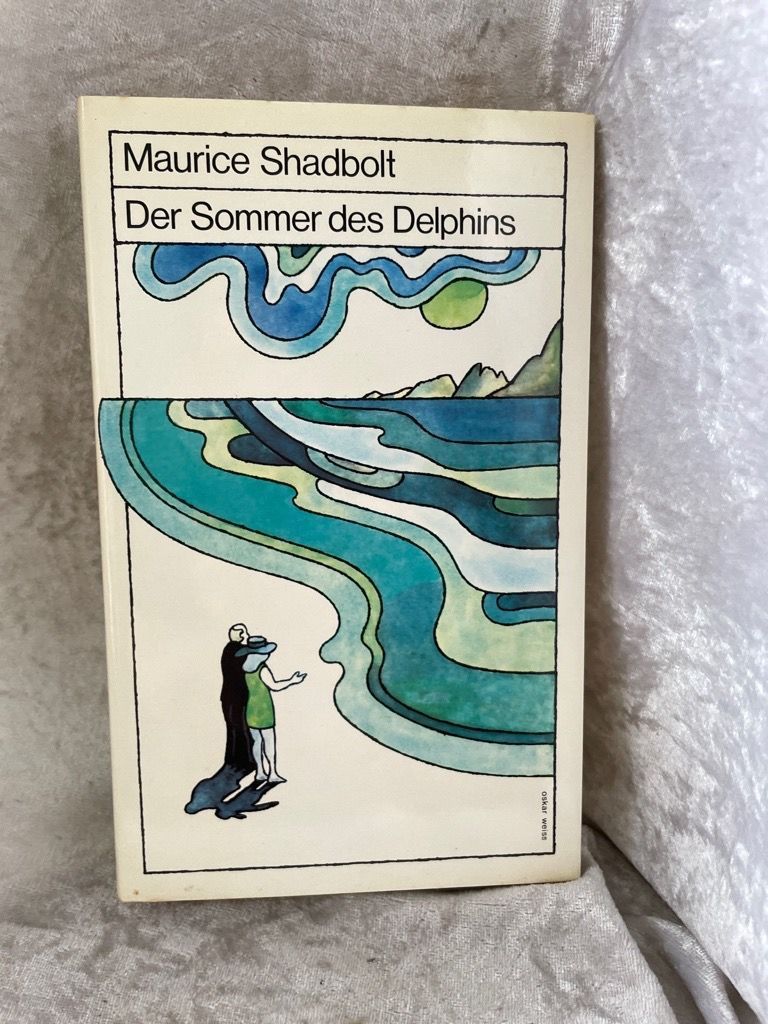 Maurice Shadbolt
Der Sommer des Delphins
oskar weiss